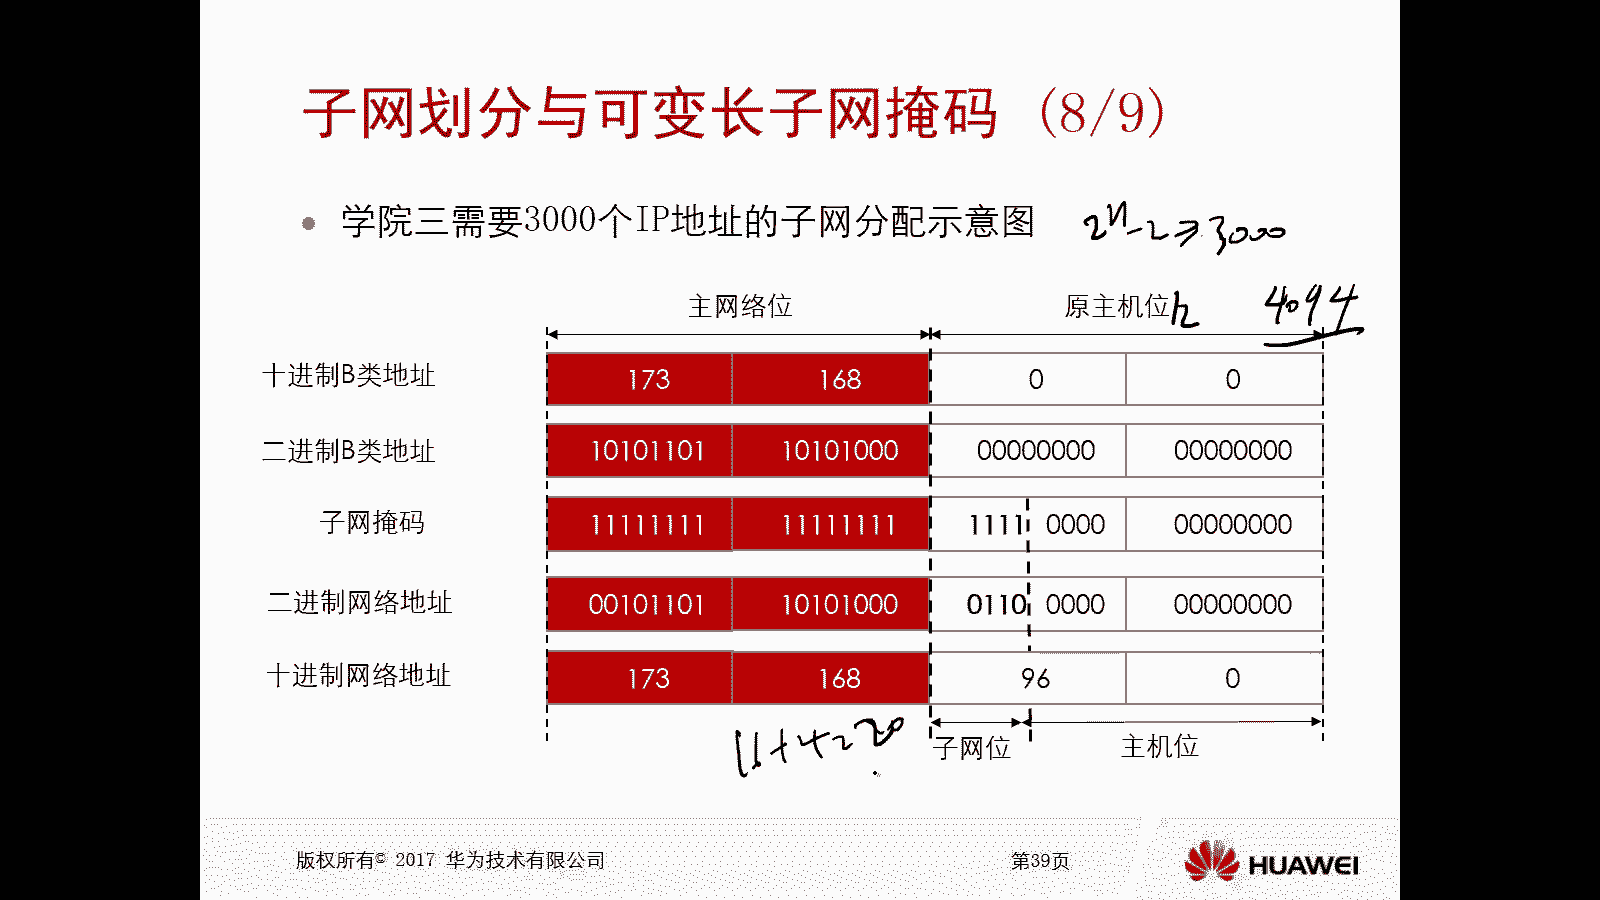 子网划分与可变长子网掩码 (8/9)
学院三需要3000个IP地址的子网分配示意图 2ⁿ-2≥3000
主网络位 原主机位 12 4094
十进制B类地址 173 168 0 0
二进制B类地址 10101101 10101000 00000000 00000000
子网掩码 11111111 11111111 1111 0000 00000000
二进制网络地址 00101101 10101000 0110 0000 00000000
十进制网络地址 173 168 96 0
子网位 主机位
版权所有© 2017 华为技术有限公司 第39页 HUAWEI